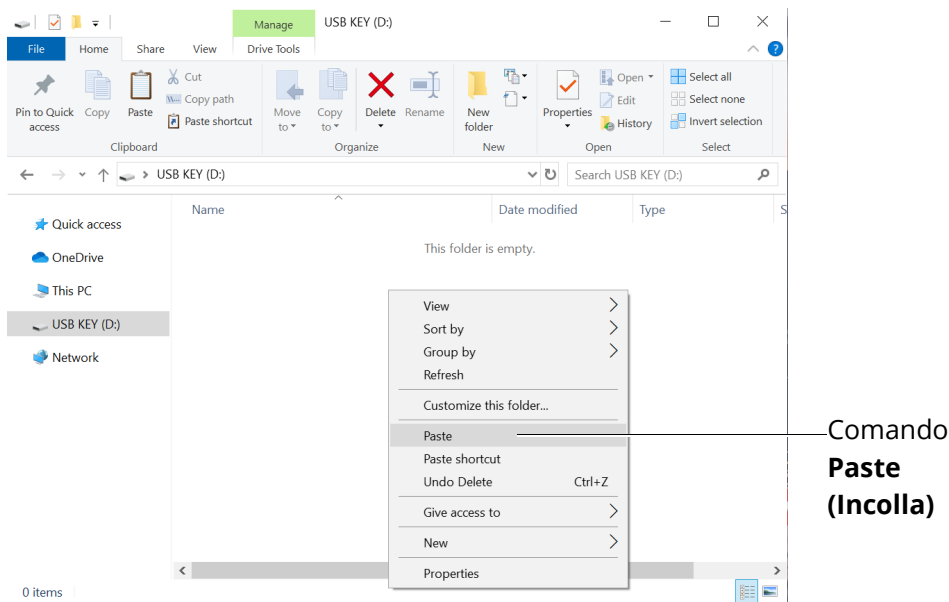 Manage
USB KEY (D:)
File
Home
Share
View
Drive Tools
?
Pin to Quick
access
Copy
Paste
Cut
Copy path
Paste shortcut
Clipboard
Move
to
Copy
to
Delete
Rename
Organize
New
folder
New
Properties
Open
Edit
History
Open
Select all
Select none
Invert selection
Select
USB KEY (D:)
Search USB KEY (D:)
Name
Date modified
Type
S
Quick access
OneDrive
This PC
USB KEY (D:)
Network
This folder is empty.
View
Sort by
Group by
Refresh
Customize this folder...
Paste
Paste shortcut
Undo Delete Ctrl+Z
Give access to
New
Properties
0 items
Comando
Paste
(Incolla)